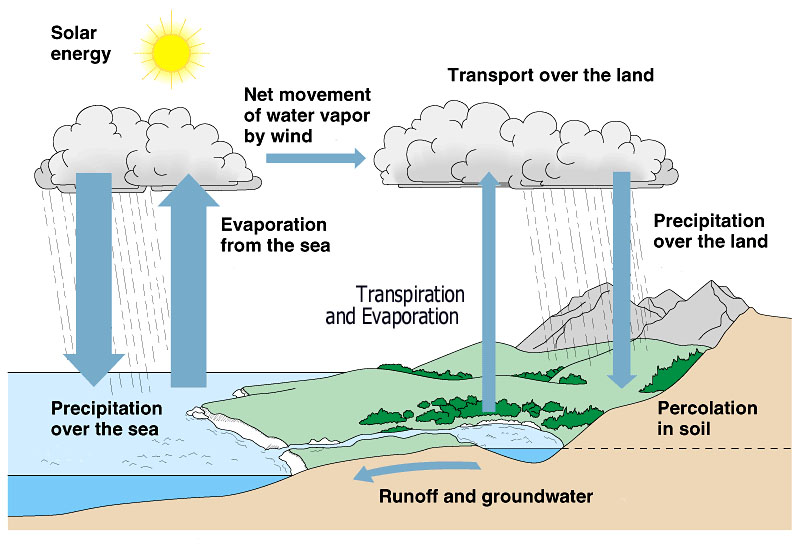 Solar
energy
Net movement
of water vapor
by wind
Transport over the land
Evaporation
from the sea
Precipitation
over the land
Transpiration
and Evaporation
Precipitation
over the sea
Percolation
in soil
Runoff and groundwater